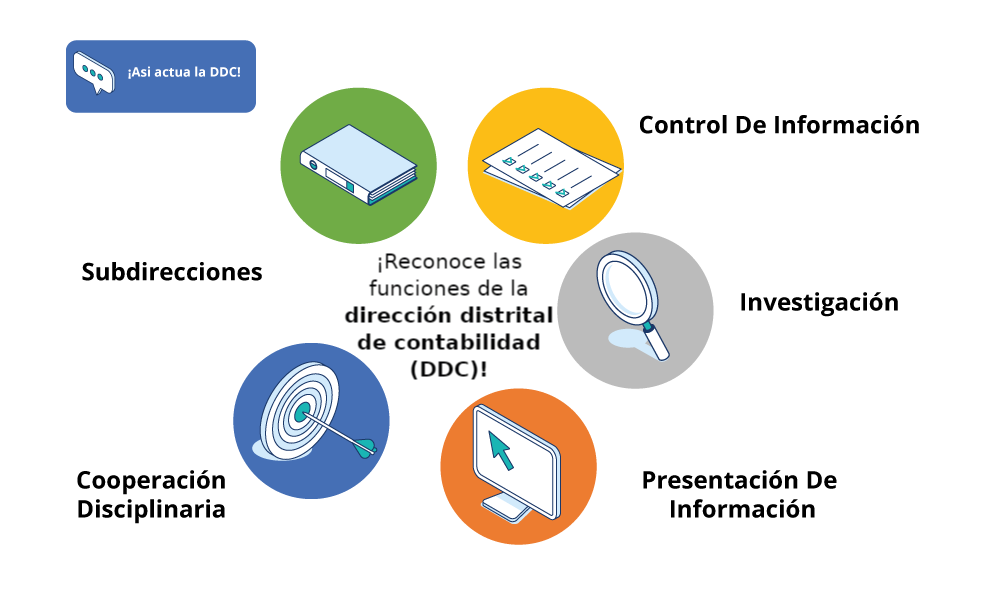 ¡Asi actua la DDC!
Control De Información
Subdirecciones
¡Reconoce las
funciones de la
dirección distrital
de contabilidad
(DDC)!
Investigación
Cooperación
Disciplinaria
Presentación De
Información